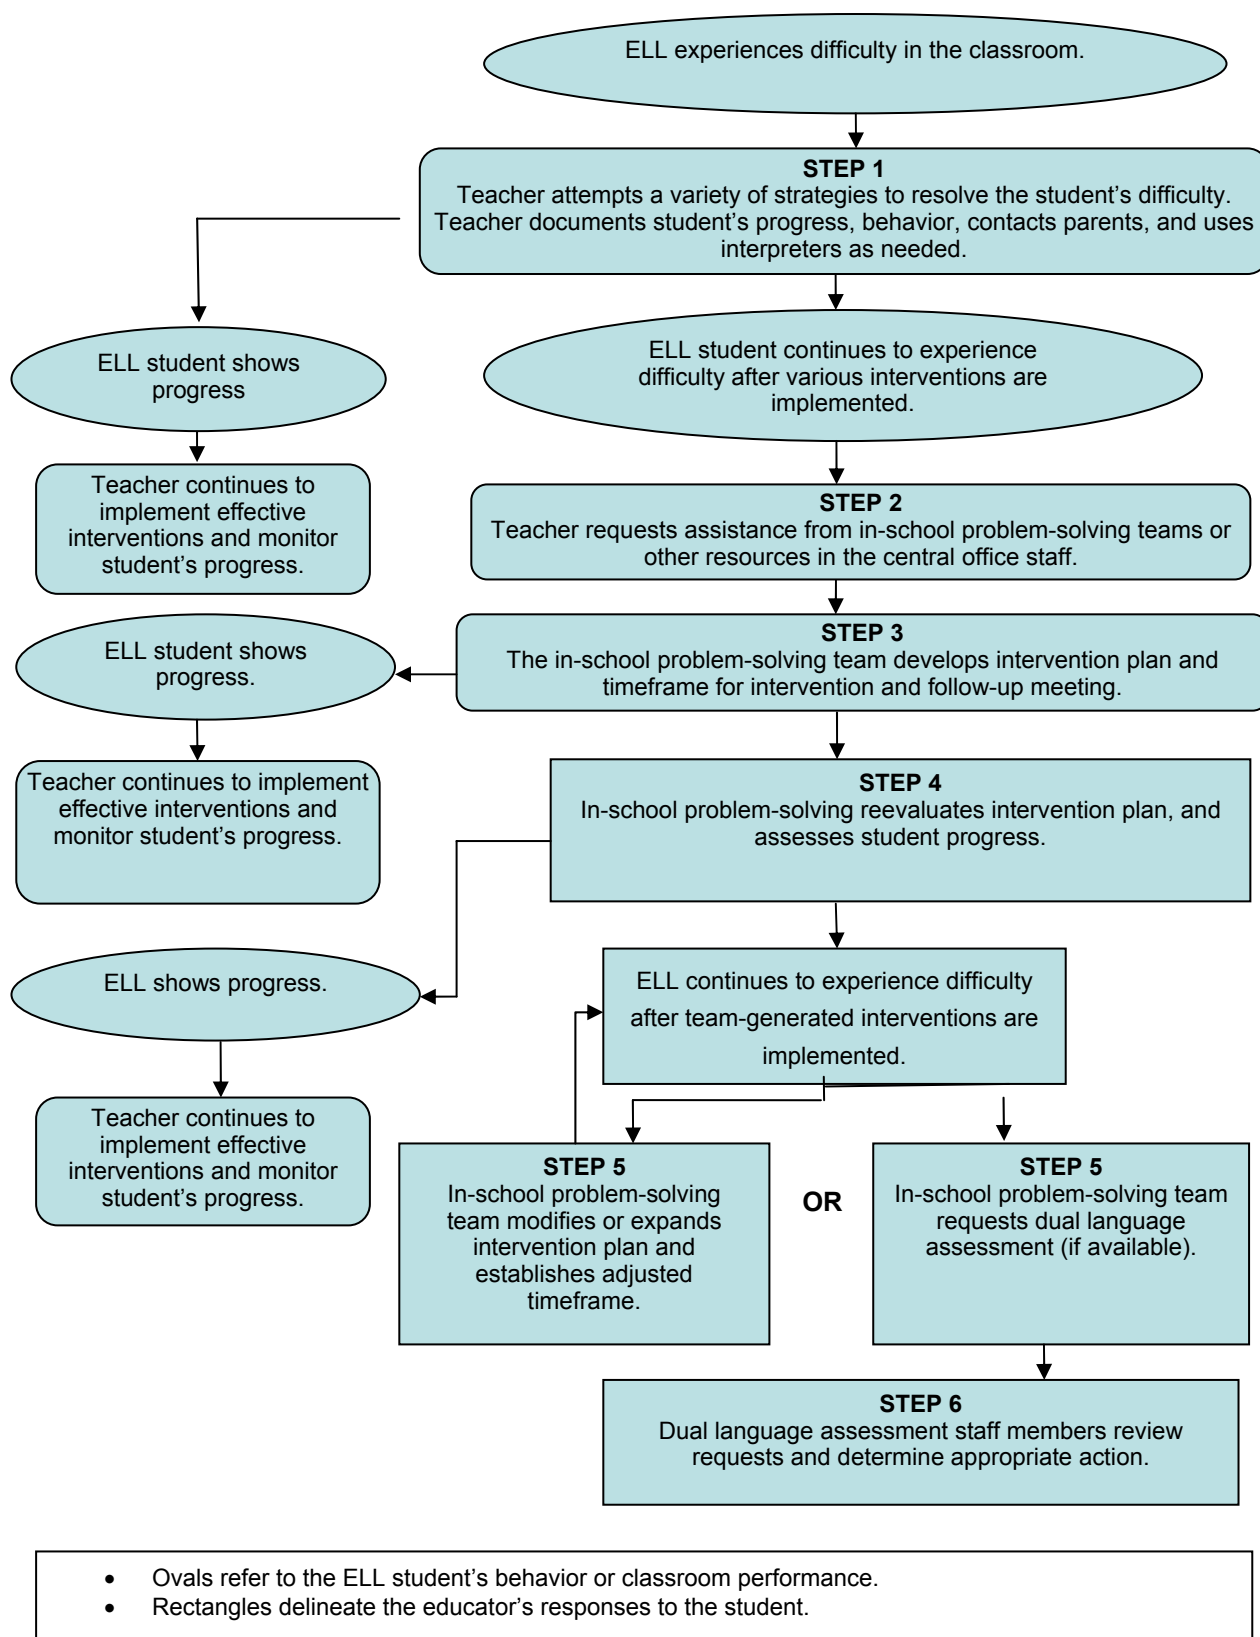 ELL experiences difficulty in the classroom.
STEP 1
Teacher attempts a variety of strategies to resolve the student’s difficulty.
Teacher documents student’s progress, behavior, contacts parents, and uses
interpreters as needed.
ELL student shows
progress
ELL student continues to experience
difficulty after various interventions are
implemented.
Teacher continues to
implement effective
interventions and monitor
student’s progress.
STEP 2
Teacher requests assistance from in-school problem-solving teams or
other resources in the central office staff.
ELL student shows
progress.
STEP 3
The in-school problem-solving team develops intervention plan and
timeframe for intervention and follow-up meeting.
Teacher continues to implement
effective interventions and
monitor student’s progress.
STEP 4
In-school problem-solving reevaluates intervention plan, and
assesses student progress.
ELL shows progress.
ELL continues to experience difficulty
after team-generated interventions are
implemented.
Teacher continues to
implement effective
interventions and monitor
student’s progress.
STEP 5
In-school problem-solving
team modifies or expands
intervention plan and
establishes adjusted
timeframe.
OR
STEP 5
In-school problem-solving team
requests dual language
assessment (if available).
STEP 6
Dual language assessment staff members review
requests and determine appropriate action.
• Ovals refer to the ELL student’s behavior or classroom performance.
• Rectangles delineate the educator’s responses to the student.